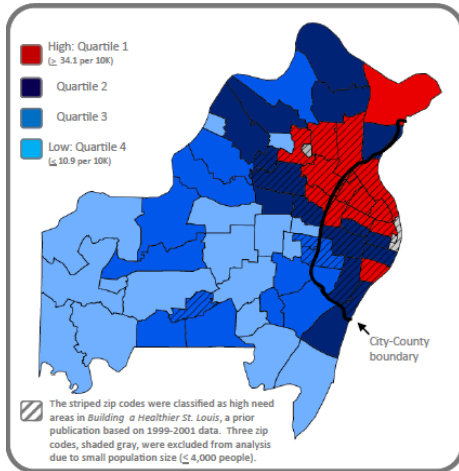 High: Quartile 1
(≥ 34.1 per 10K)
Quartile 2
Quartile 3
Low: Quartile 4
(≤ 10.9 per 10K)
City-County
boundary
The striped zip codes were classified as high need
areas in Building a Healthier St. Louis, a prior
publication based on 1999-2001 data. Three zip
codes, shaded gray, were excluded from analysis
due to small population size (≤ 4,000 people).